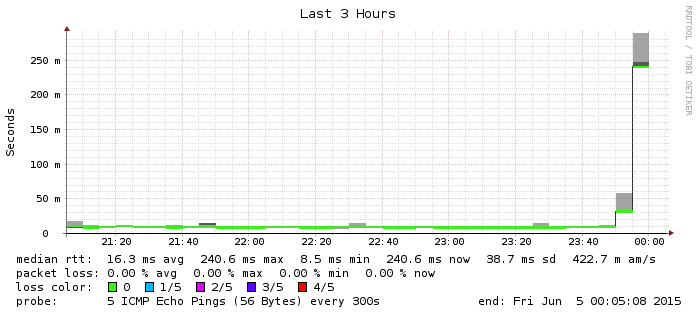 Last 3 Hours
RRDTOOL / TOBI OETIKER
Seconds
250 m
200 m
150 m
100 m
50 m
0
21:20 21:40 22:00 22:20 22:40 23:00 23:20 23:40 00:00
median rtt: 16.3 ms avg 240.6 ms max 8.5 ms min 240.6 ms now 38.7 ms sd 422.7 m am/s
packet loss: 0.00 % avg 0.00 % max 0.00 % min 0.00 % now
loss color: 0 1/5 2/5 3/5 4/5
probe: 5 ICMP Echo Pings (56 Bytes) every 300s end: Fri Jun 5 00:05:08 2015